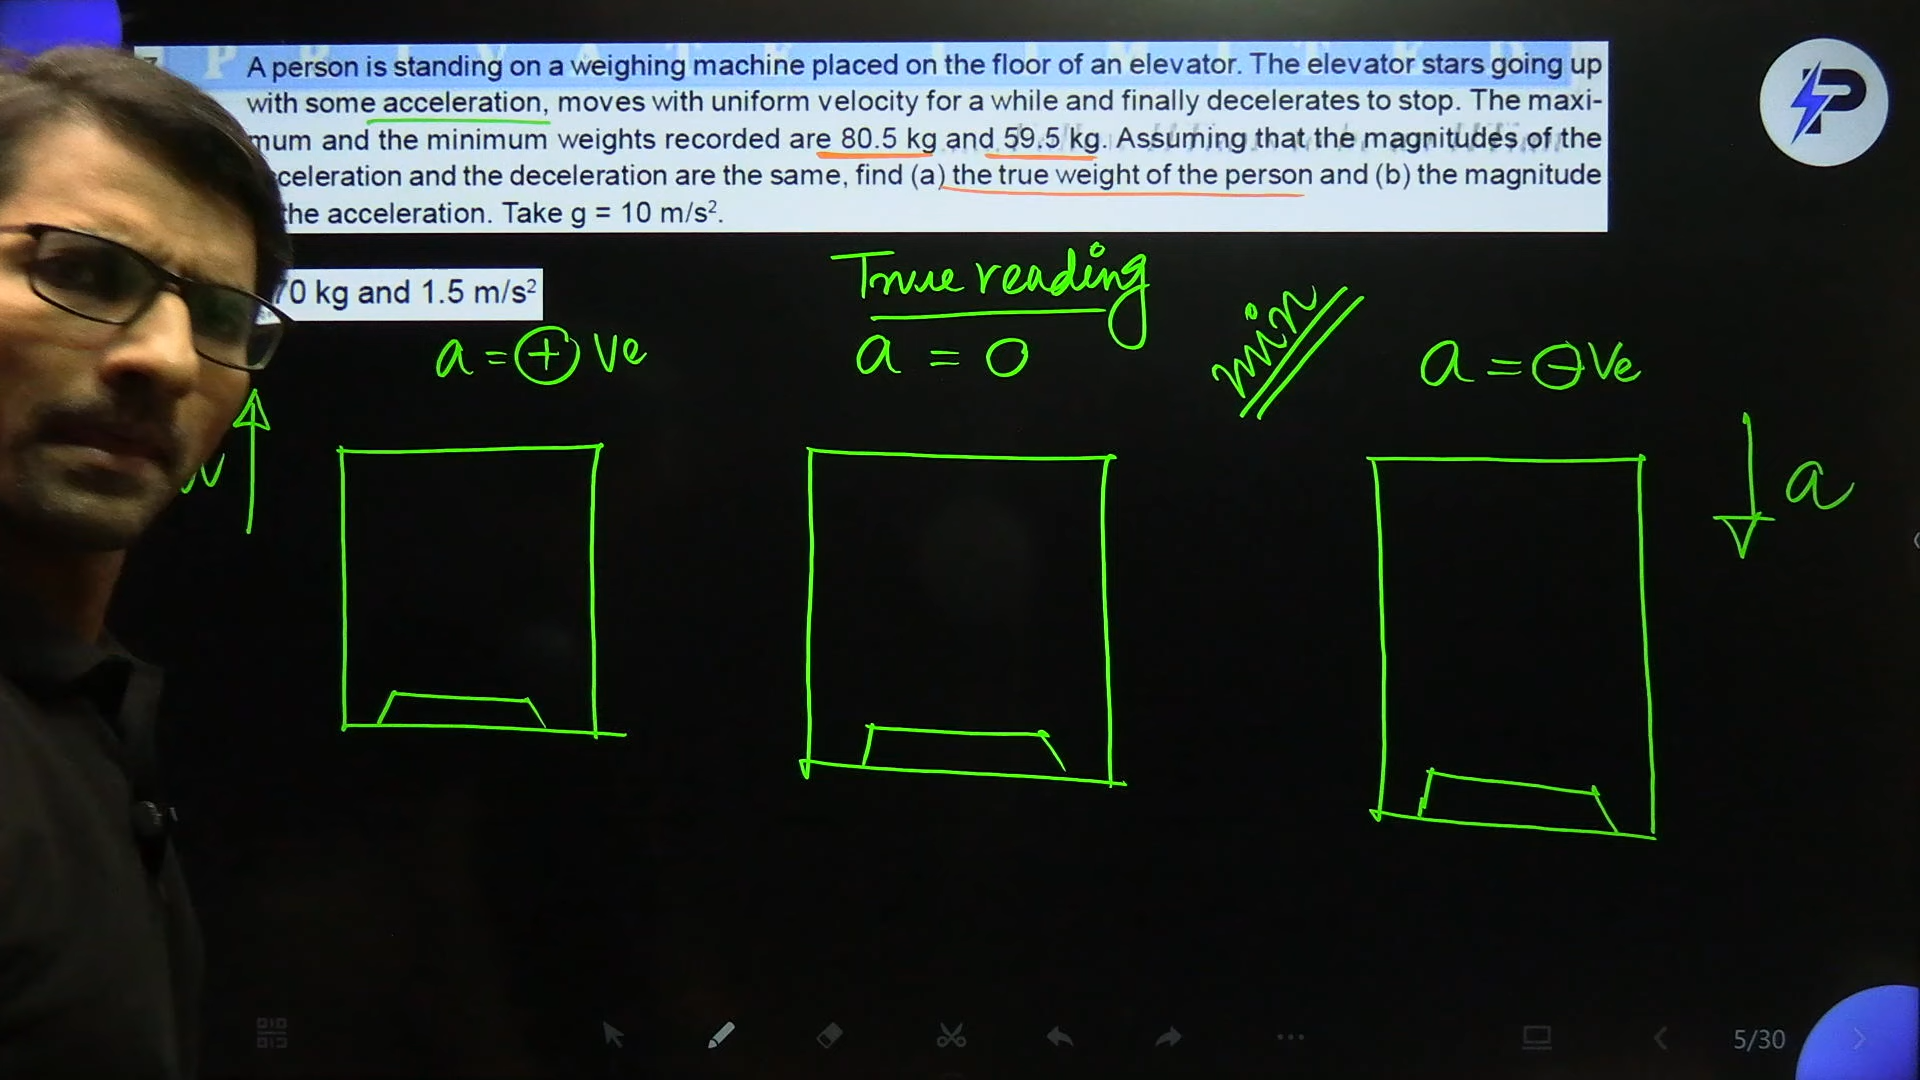 A person is standing on a weighing machine placed on the floor of an elevator. The elevator stars going up
with some acceleration, moves with uniform velocity for a while and finally decelerates to stop. The maxi-
mum and the minimum weights recorded are 80.5 kg and 59.5 kg. Assuming that the magnitudes of the
celeration and the deceleration are the same, find (a) the true weight of the person and (b) the magnitude
the acceleration. Take g = 10 m/s².
70 kg and 1.5 m/s²
True reading
min
a = ⊕ ve
a = 0
a = ⊖ve
a
5/30